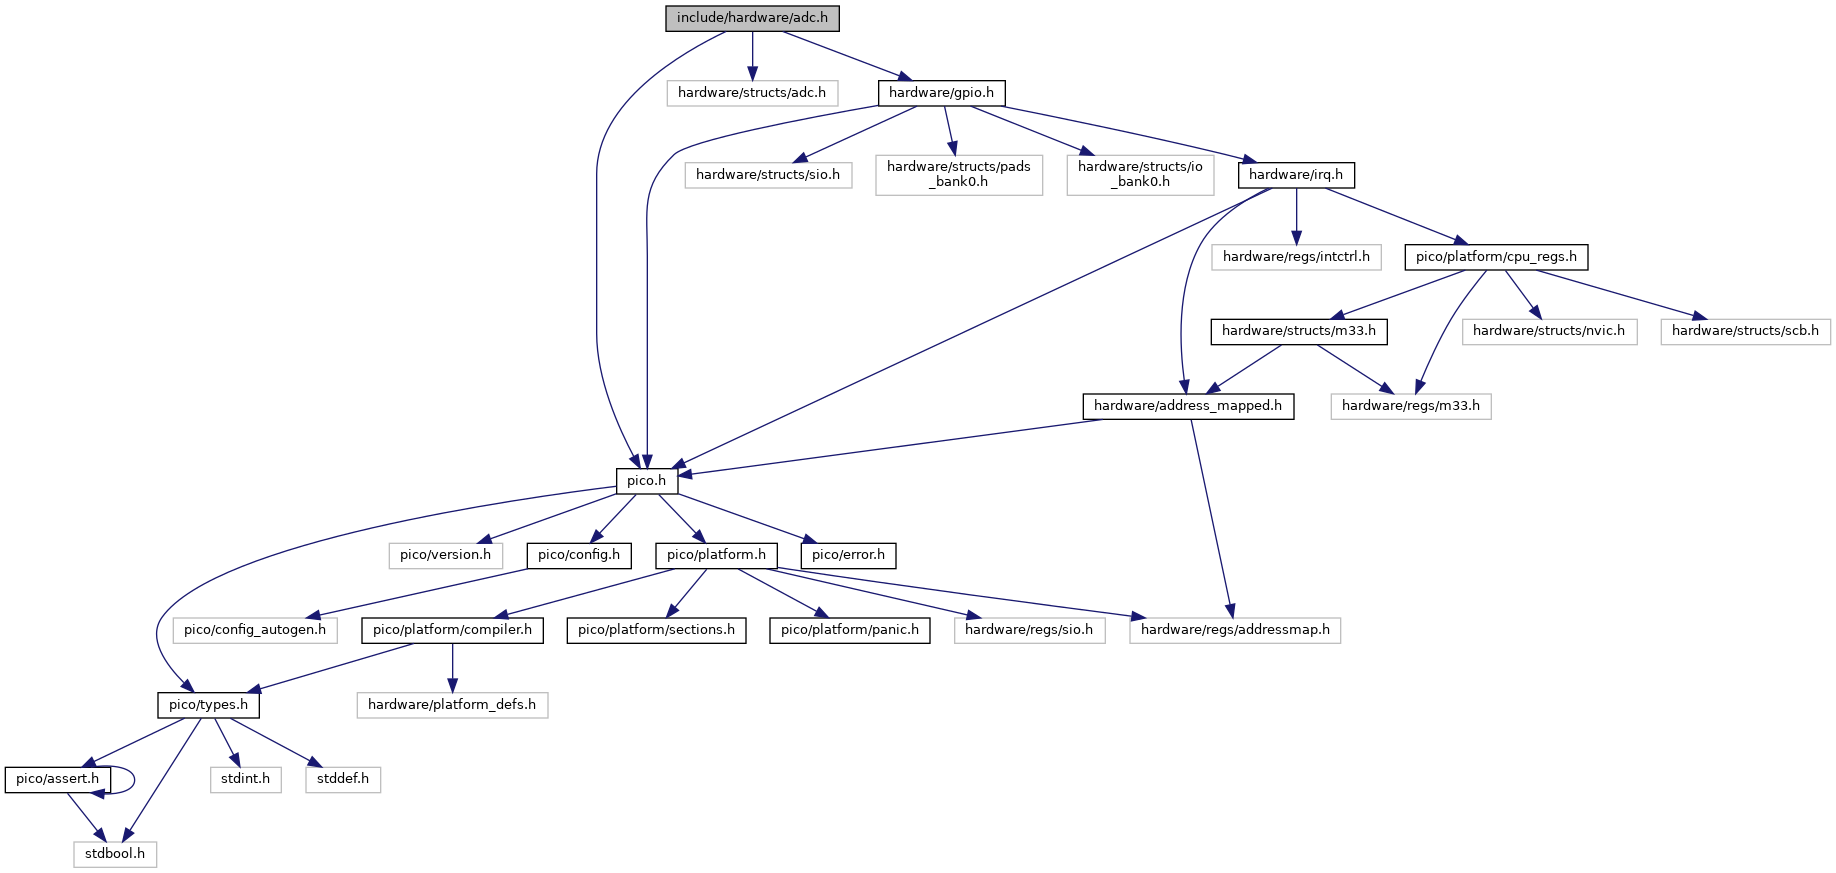 include/hardware/adc.h
hardware/structs/adc.h
hardware/gpio.h
hardware/structs/sio.h
hardware/structs/pads
_bank0.h
hardware/structs/io
_bank0.h
hardware/irq.h
hardware/regs/intctrl.h
pico/platform/cpu_regs.h
hardware/structs/m33.h
hardware/structs/nvic.h
hardware/structs/scb.h
hardware/address_mapped.h
hardware/regs/m33.h
pico.h
pico/version.h
pico/config.h
pico/platform.h
pico/error.h
pico/config_autogen.h
pico/platform/compiler.h
pico/platform/sections.h
pico/platform/panic.h
hardware/regs/sio.h
hardware/regs/addressmap.h
pico/types.h
hardware/platform_defs.h
pico/assert.h
stdint.h
stddef.h
stdbool.h